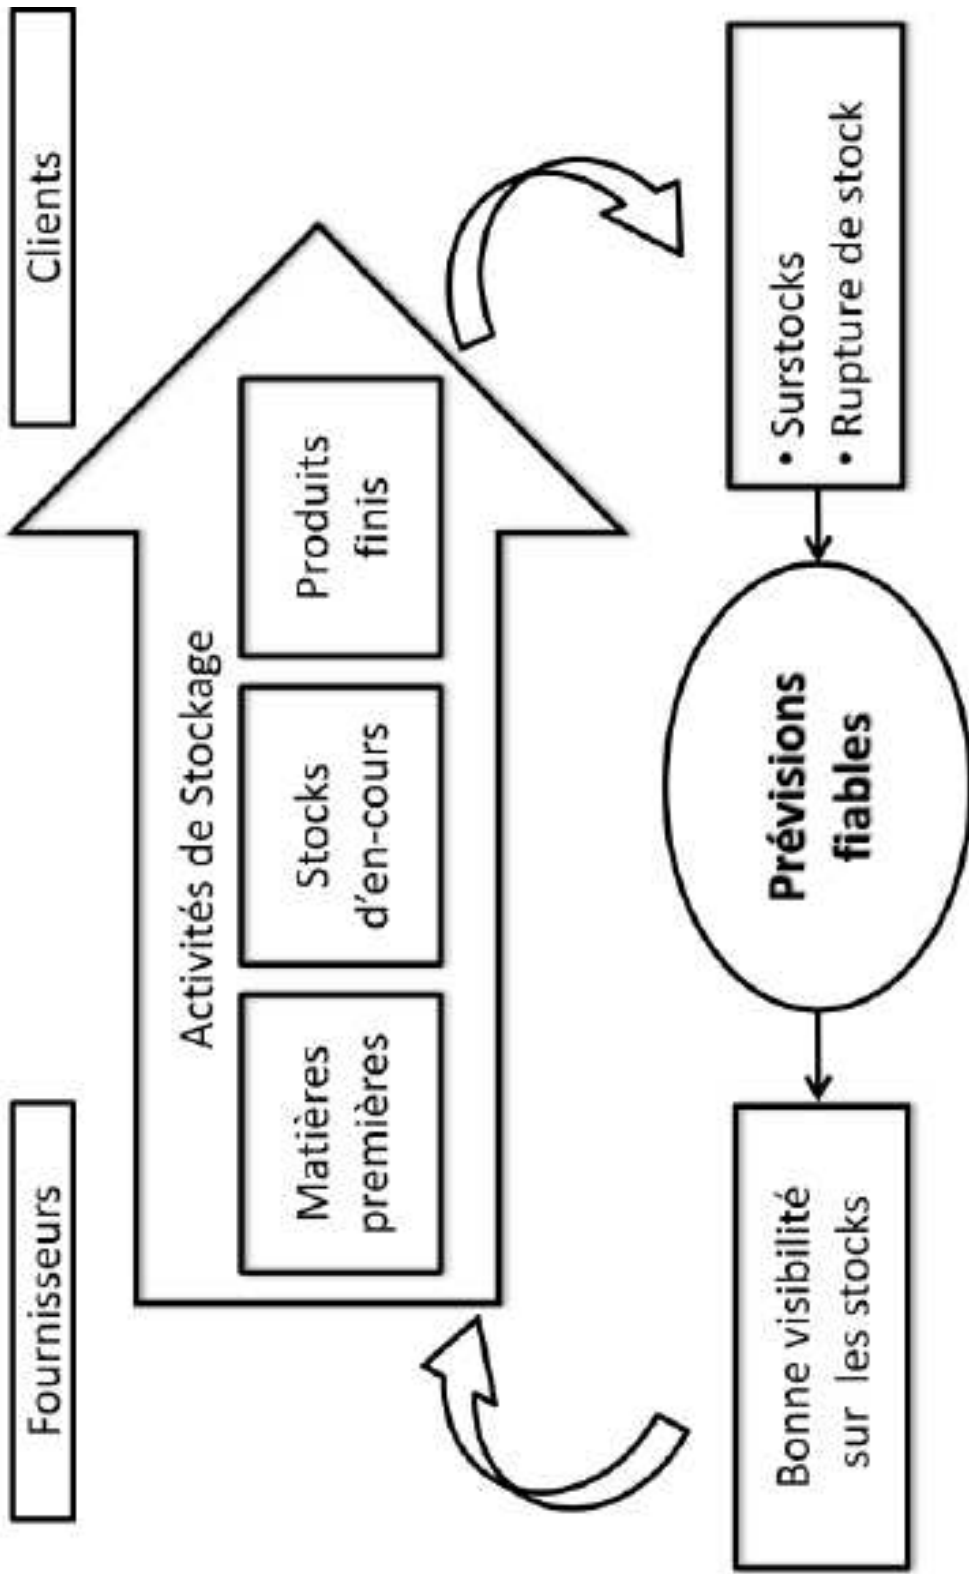 Fournisseurs
Clients
Activités de Stockage
Matières
premières
Stocks
d'en-cours
Produits
finis
Bonne visibilité
sur les stocks
Prévisions
fiables
• Surstocks
• Rupture de stock